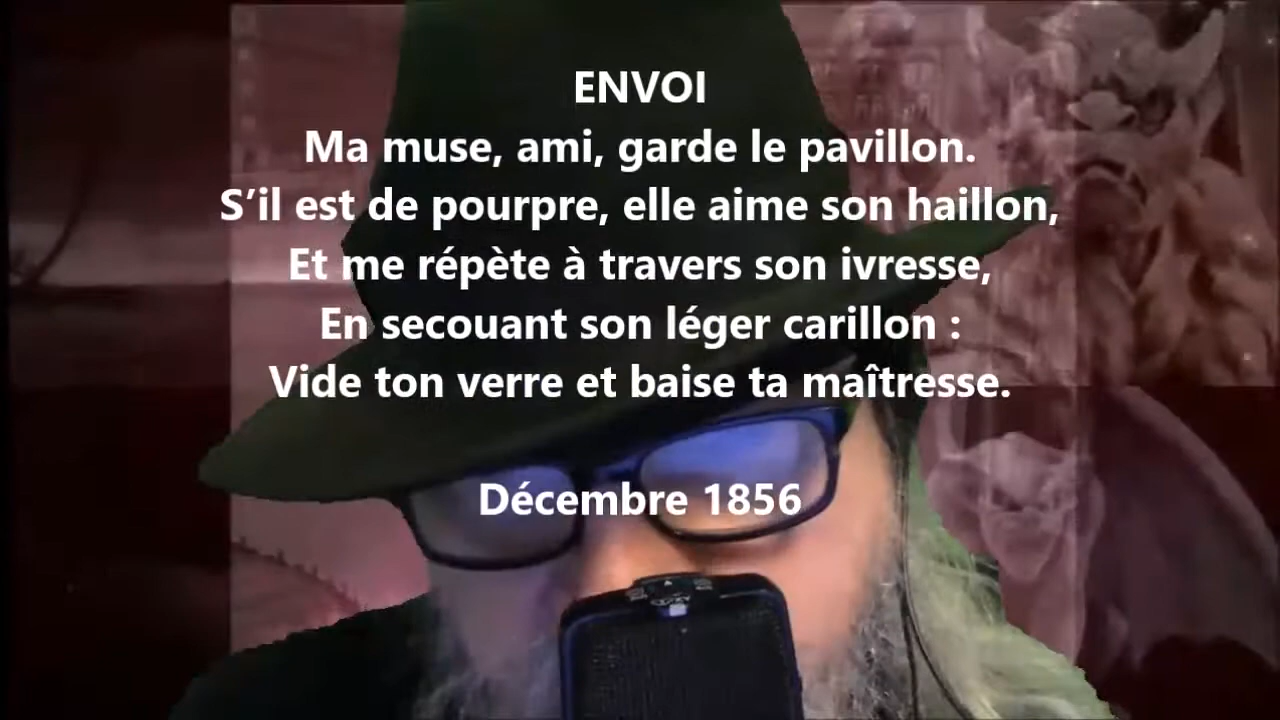 ENVOI
Ma muse, ami, garde le pavillon.
S’il est de pourpre, elle aime son haillon,
Et me répète à travers son ivresse,
En secouant son léger carillon :
Vide ton verre et baise ta maîtresse.
Décembre 1856